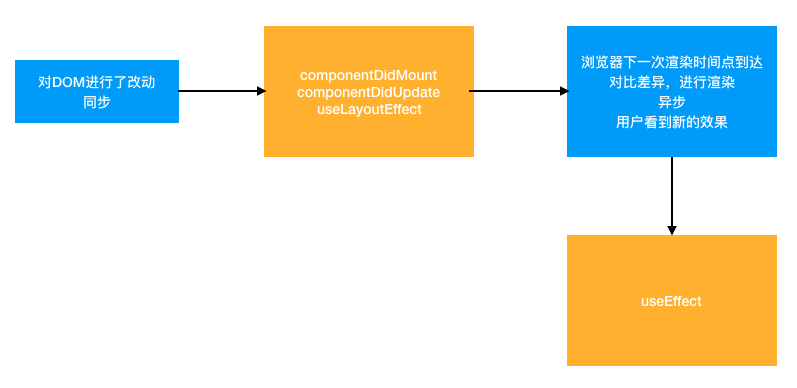 对DOM进行了改动
同步
componentDidMount
componentDidUpdate
useLayoutEffect
浏览器下一次渲染时间点到达
对比差异，进行渲染
异步
用户看到新的效果
useEffect